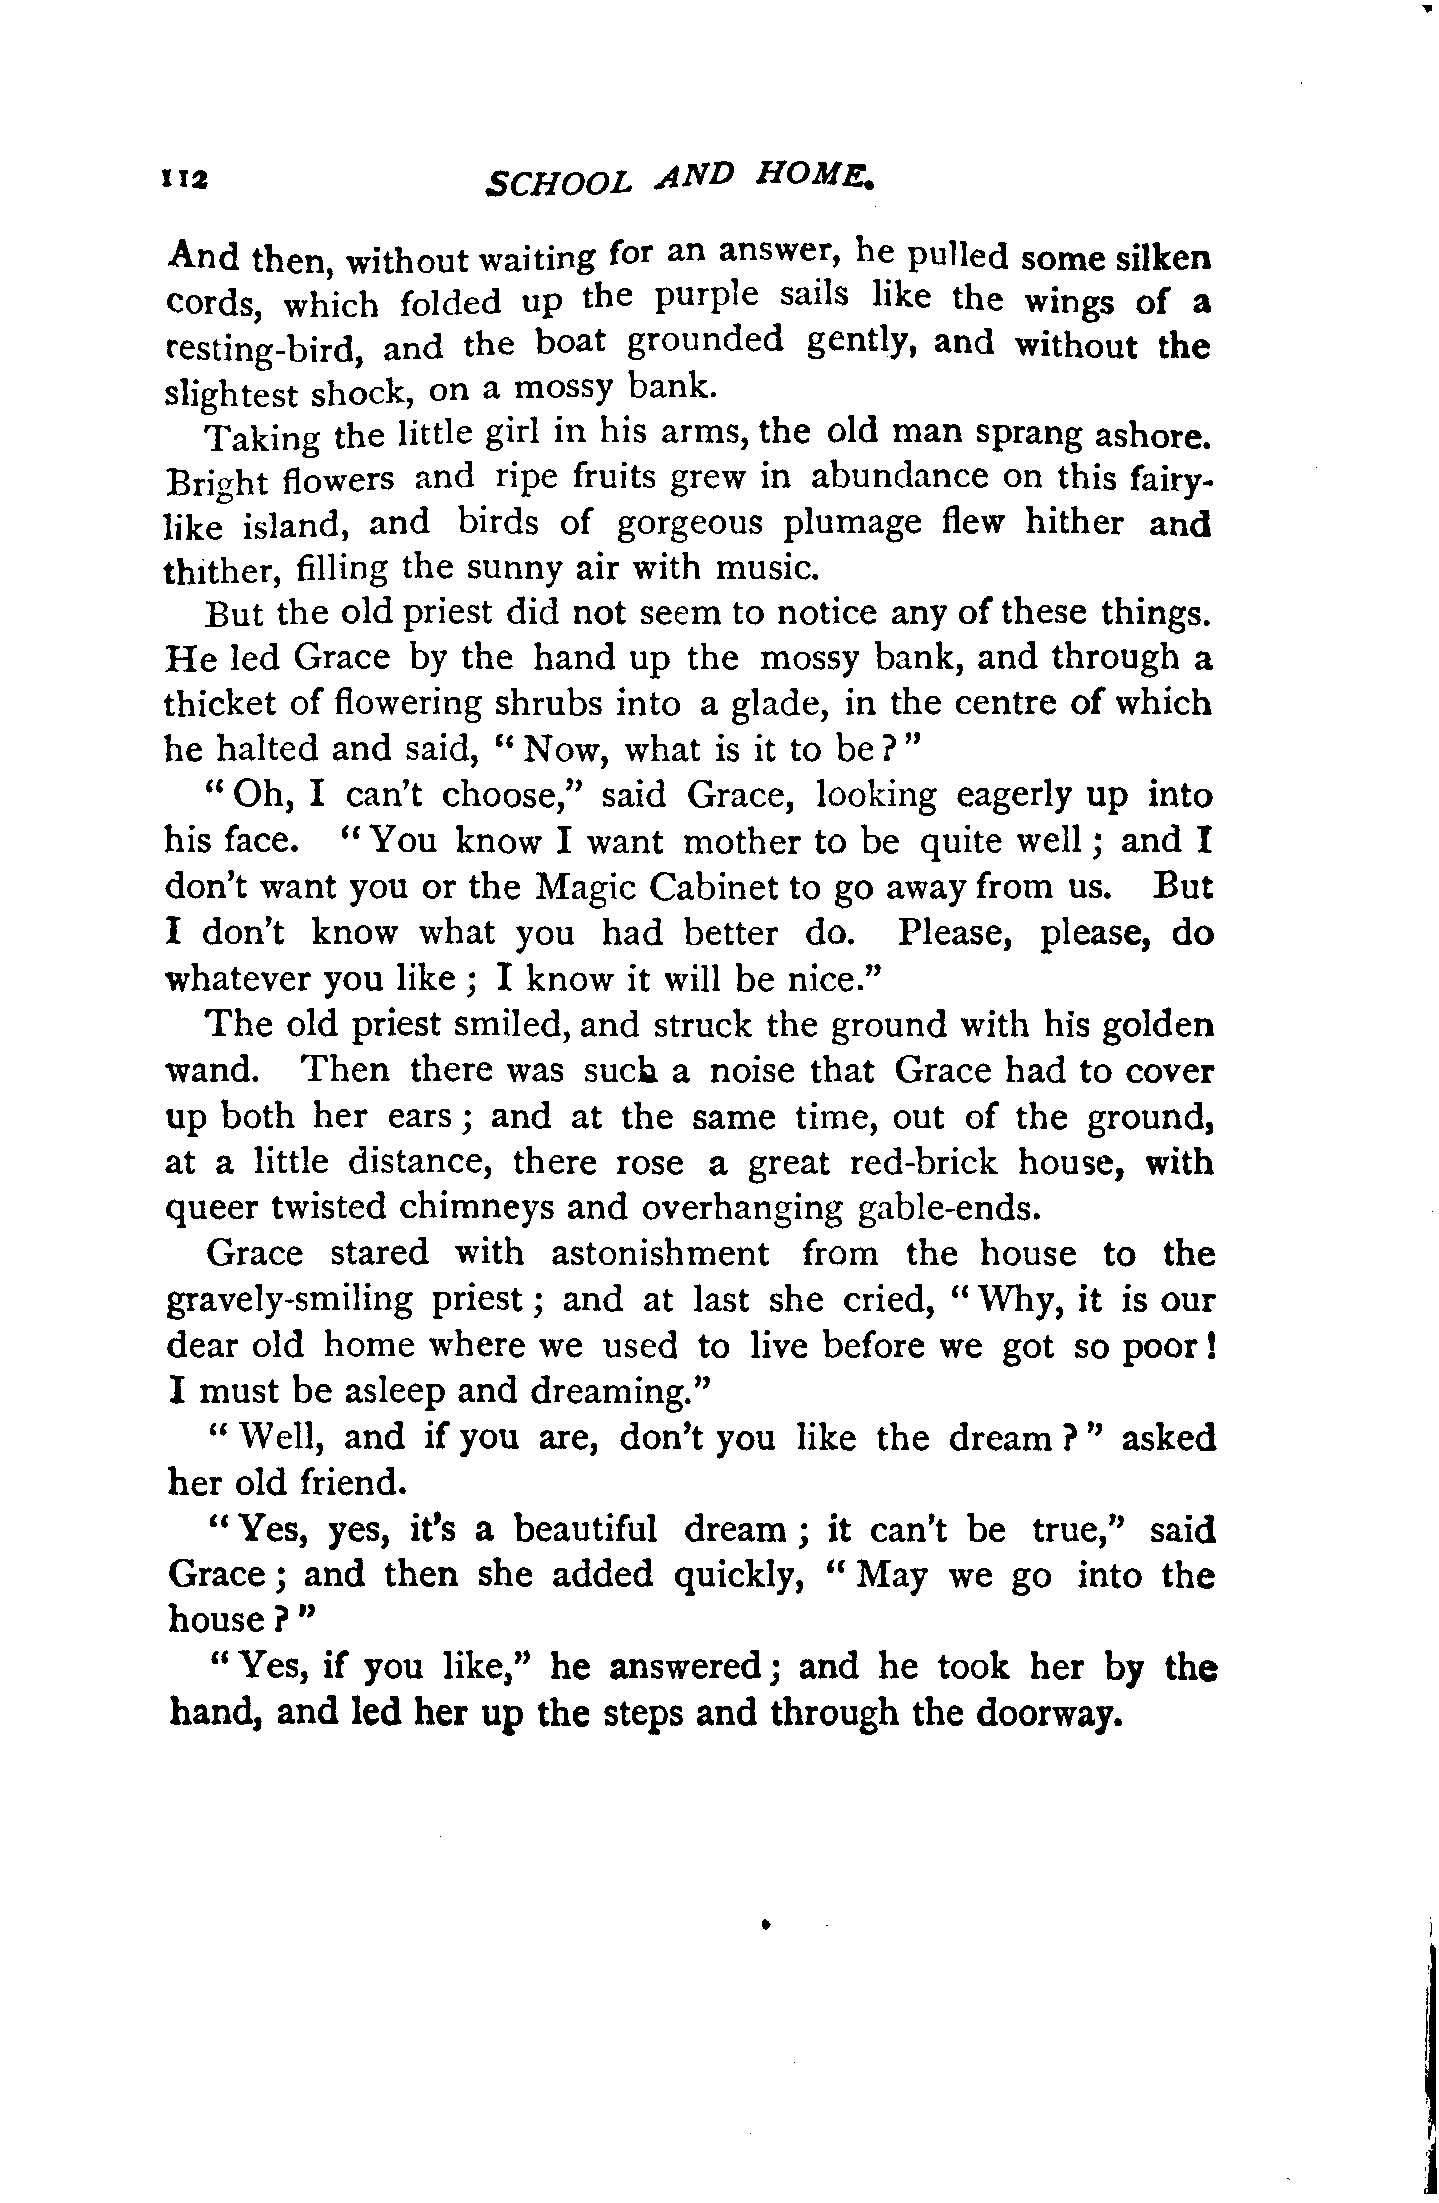 112 SCHOOL AND HOME.
And then, without waiting for an answer, he pulled some silken
cords, which folded up the purple sails like the wings of a
resting-bird, and the boat grounded gently, and without the
slightest shock, on a mossy bank.
Taking the little girl in his arms, the old man sprang ashore.
Bright flowers and ripe fruits grew in abundance on this fairy-
like island, and birds of gorgeous plumage flew hither and
thither, filling the sunny air with music.
But the old priest did not seem to notice any of these things.
He led Grace by the hand up the mossy bank, and through a
thicket of flowering shrubs into a glade, in the centre of which
he halted and said, “Now, what is it to be?”
“Oh, I can't choose,” said Grace, looking eagerly up into
his face. “You know I want mother to be quite well; and I
don't want you or the Magic Cabinet to go away from us. But
I don't know what you had better do. Please, please, do
whatever you like; I know it will be nice.”
The old priest smiled, and struck the ground with his golden
wand. Then there was such a noise that Grace had to cover
up both her ears; and at the same time, out of the ground,
at a little distance, there rose a great red-brick house, with
queer twisted chimneys and overhanging gable-ends.
Grace stared with astonishment from the house to the
gravely-smiling priest; and at last she cried, “Why, it is our
dear old home where we used to live before we got so poor!
I must be asleep and dreaming.”
“Well, and if you are, don't you like the dream?” asked
her old friend.
“Yes, yes, it's a beautiful dream; it can't be true,” said
Grace; and then she added quickly, “May we go into the
house?”
“Yes, if you like,” he answered; and he took her by the
hand, and led her up the steps and through the doorway.